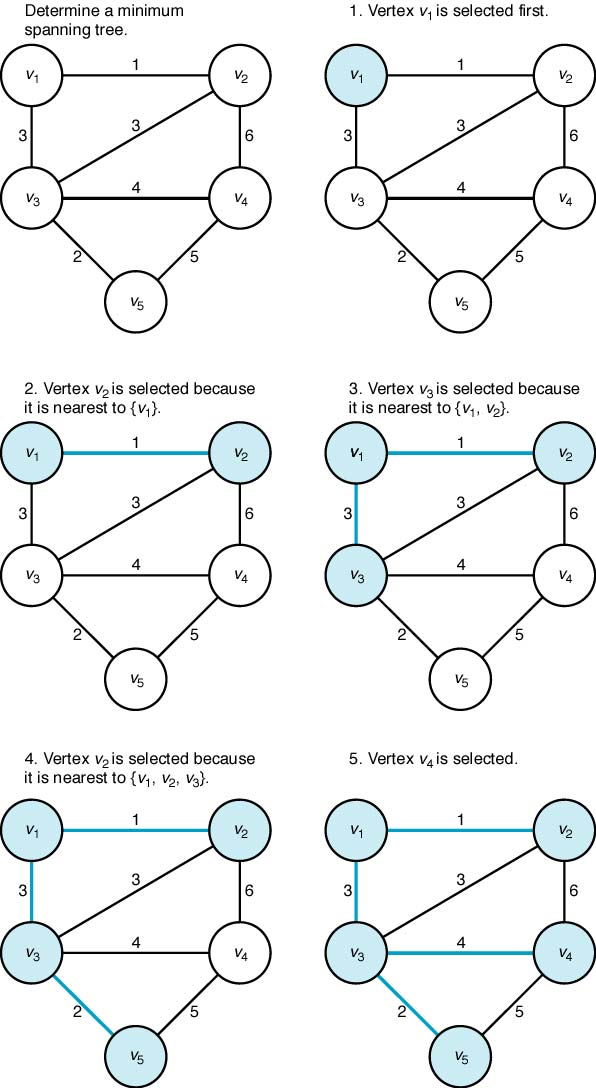 Determine a minimum
spanning tree.
v1 1 v2
3 3 6
v3 4 v4
2 5
v5
1. Vertex v1 is selected first.
v1 1 v2
3 3 6
v3 4 v4
2 5
v5
2. Vertex v2 is selected because
it is nearest to {v1}.
v1 1 v2
3 3 6
v3 4 v4
2 5
v5
3. Vertex v3 is selected because
it is nearest to {v1, v2}.
v1 1 v2
3 3 6
v3 4 v4
2 5
v5
4. Vertex v2 is selected because
it is nearest to {v1, v2, v3}.
v1 1 v2
3 3 6
v3 4 v4
2 5
v5
5. Vertex v4 is selected.
v1 1 v2
3 3 6
v3 4 v4
2 5
v5